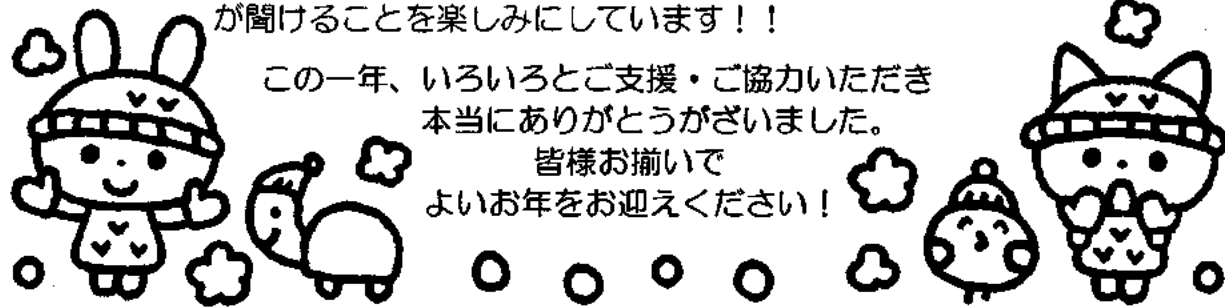 が聞けることを楽しみにしています！！
この一年、いろいろとご支援・ご協力いただき
本当にありがとうがざいました。
皆様お揃いで
よいお年をお迎えください！